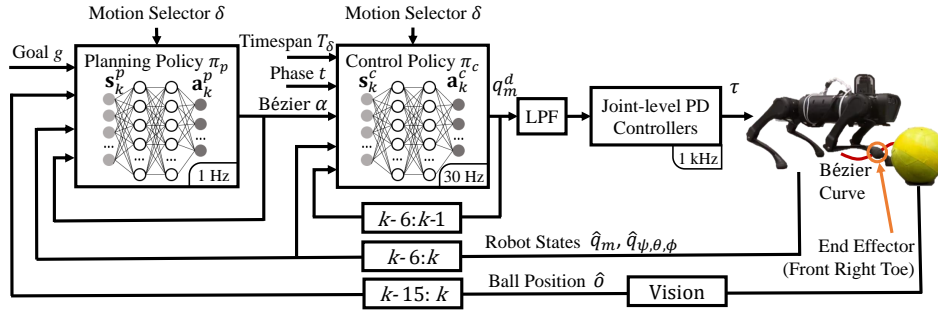 Motion Selector δ
Motion Selector δ
Goal g
Planning Policy π_p
s_k^p
a_k^p
...
...
...
...
1 Hz
Timespan T_δ
Phase t
Bézier α
Control Policy π_c
s_k^c
a_k^c
...
...
...
...
30 Hz
q_m^d
LPF
Joint-level PD
Controllers
1 kHz
τ
Bézier
Curve
k-6:k-1
k-6:k
Robot States q̂_m, q̂_ψ,θ,ϕ
End Effector
(Front Right Toe)
k-15: k
Ball Position ô
Vision